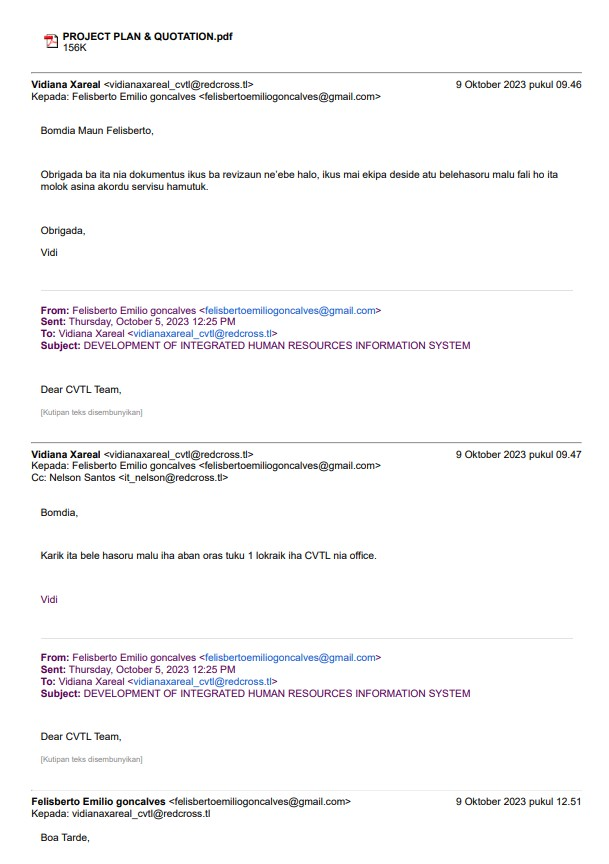 PROJECT PLAN & QUOTATION.pdf
156K
Vidiana Xareal <vidianaxareal_cvtl@redcross.tl> 9 Oktober 2023 pukul 09.46
Kepada: Felisberto Emilio goncalves <felisbertoemiliogoncalves@gmail.com>
Bomdia Maun Felisberto,
Obrigada ba ita nia dokumentus ikus ba revizaun ne'ebe halo, ikus mai ekipa deside atu belehasoru malu fali ho ita
molok asina akordu servisu hamutuk.
Obrigada,
Vidi
From: Felisberto Emilio goncalves <felisbertoemiliogoncalves@gmail.com>
Sent: Thursday, October 5, 2023 12:25 PM
To: Vidiana Xareal <vidianaxareal_cvtl@redcross.tl>
Subject: DEVELOPMENT OF INTEGRATED HUMAN RESOURCES INFORMATION SYSTEM
Dear CVTL Team,
[Kutipan teks disembunyikan]
Vidiana Xareal <vidianaxareal_cvtl@redcross.tl> 9 Oktober 2023 pukul 09.47
Kepada: Felisberto Emilio goncalves <felisbertoemiliogoncalves@gmail.com>
Cc: Nelson Santos <it_nelson@redcross.tl>
Bomdia,
Karik ita bele hasoru malu iha aban oras tuku 1 lokraik iha CVTL nia office.
Vidi
From: Felisberto Emilio goncalves <felisbertoemiliogoncalves@gmail.com>
Sent: Thursday, October 5, 2023 12:25 PM
To: Vidiana Xareal <vidianaxareal_cvtl@redcross.tl>
Subject: DEVELOPMENT OF INTEGRATED HUMAN RESOURCES INFORMATION SYSTEM
Dear CVTL Team,
[Kutipan teks disembunyikan]
Felisberto Emilio goncalves <felisbertoemiliogoncalves@gmail.com> 9 Oktober 2023 pukul 12.51
Kepada: vidianaxareal_cvtl@redcross.tl
Boa Tarde,